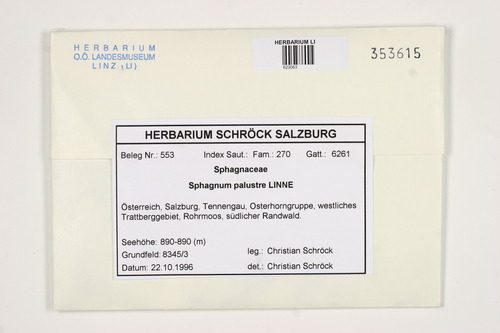 HERBARIUM
O.Ö. LANDESMUSEUM
LINZ (LI)
HERBARIUM LI
353615
HERBARIUM SCHRÖCK SALZBURG
Beleg Nr.: 553 Index Saut.: Fam.: 270 Gatt.: 6261
Sphagnaceae
Sphagnum palustre LINNE
Österreich, Salzburg, Tennengau, Osterhorngruppe, westliches
Trattberggebiet, Rohrmoos, südlicher Randwald.
Seehöhe: 890-890 (m)
Grundfeld: 8345/3 leg.: Christian Schröck
Datum: 22.10.1996 det.: Christian Schröck